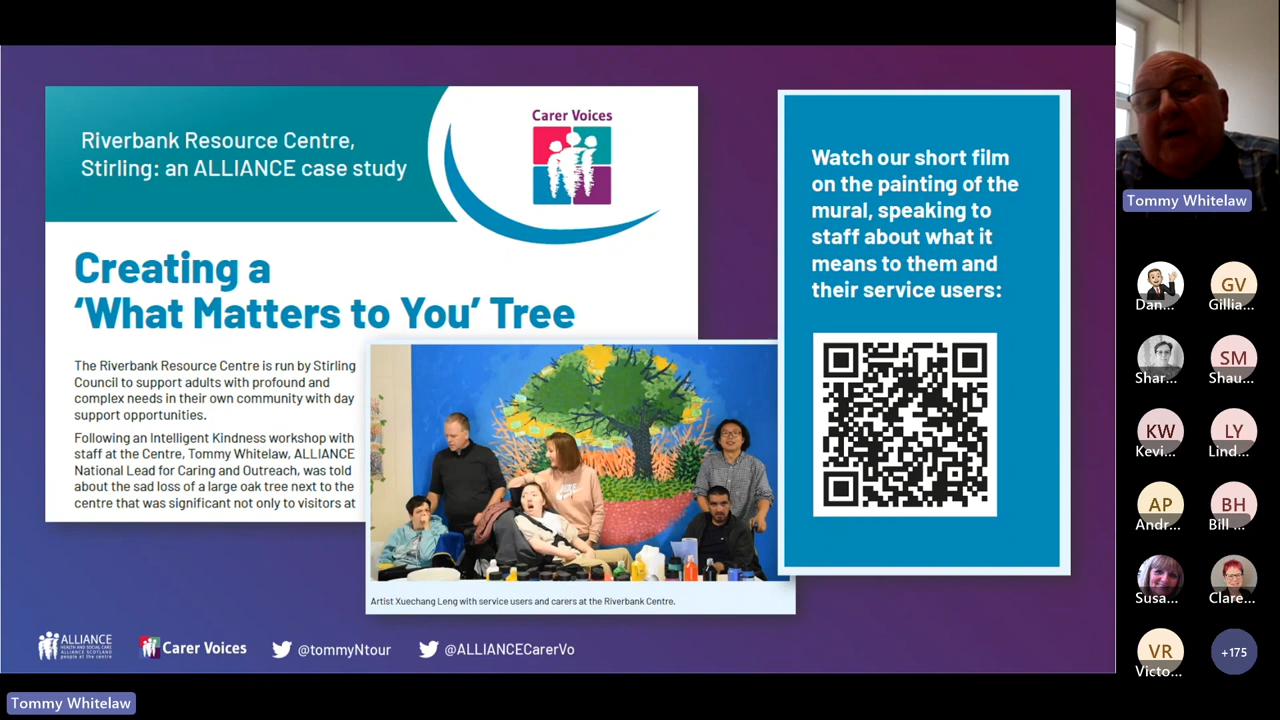 Riverbank Resource Centre,
Stirling: an ALLIANCE case study
Carer Voices
Creating a
‘What Matters to You’ Tree
The Riverbank Resource Centre is run by Stirling
Council to support adults with profound and
complex needs in their own community with day
support opportunities.
Following an Intelligent Kindness workshop with
staff at the Centre, Tommy Whitelaw, ALLIANCE
National Lead for Caring and Outreach, was told
about the sad loss of a large oak tree next to the
centre that was significant not only to visitors at
Artist Xuechang Leng with service users and carers at the Riverbank Centre.
Watch our short film
on the painting of the
mural, speaking to
staff about what it
means to them and
their service users:
ALLIANCE
HEALTH AND SOCIAL CARE
ALLIANCE SCOTLAND
people at the centre
Carer Voices
@tommyNtour
@ALLIANCECarerVo
Tommy Whitelaw
Tommy Whitelaw
Dan...
GV
Gillia...
Shar...
SM
Shau...
KW
Kevi...
LY
Lind...
AP
Andr...
BH
Bill ...
Susa...
Clare...
VR
Victo...
+175